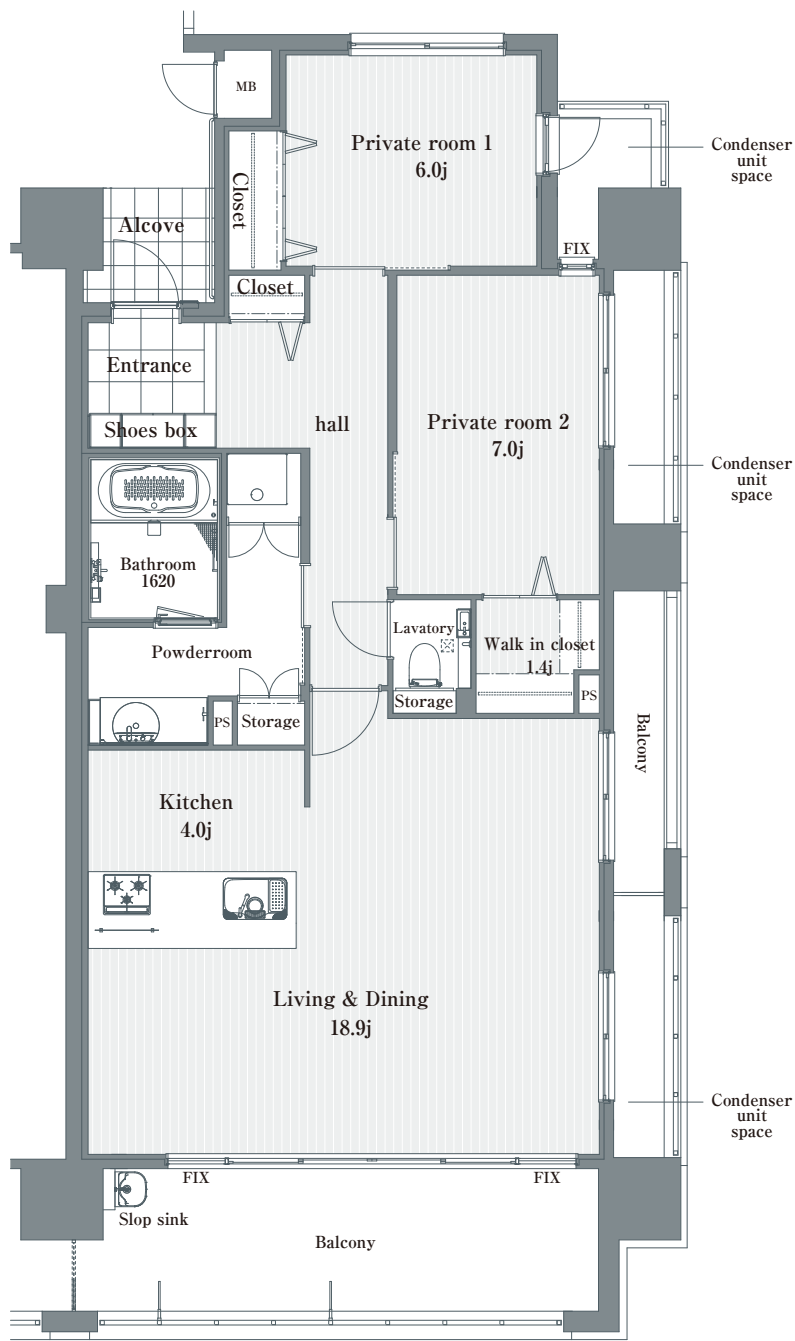 MB
Private room 1
6.0j
Condenser
unit
space
Closet
Alcove
FIX
Closet
Entrance
Shoes box
hall
Private room 2
7.0j
Condenser
unit
space
Bathroom
1620
Lavatory
Walk in closet
1.4j
Powderroom
PS
Storage
PS
Storage
Balcony
Kitchen
4.0j
Living & Dining
18.9j
Condenser
unit
space
FIX
FIX
Slop sink
Balcony